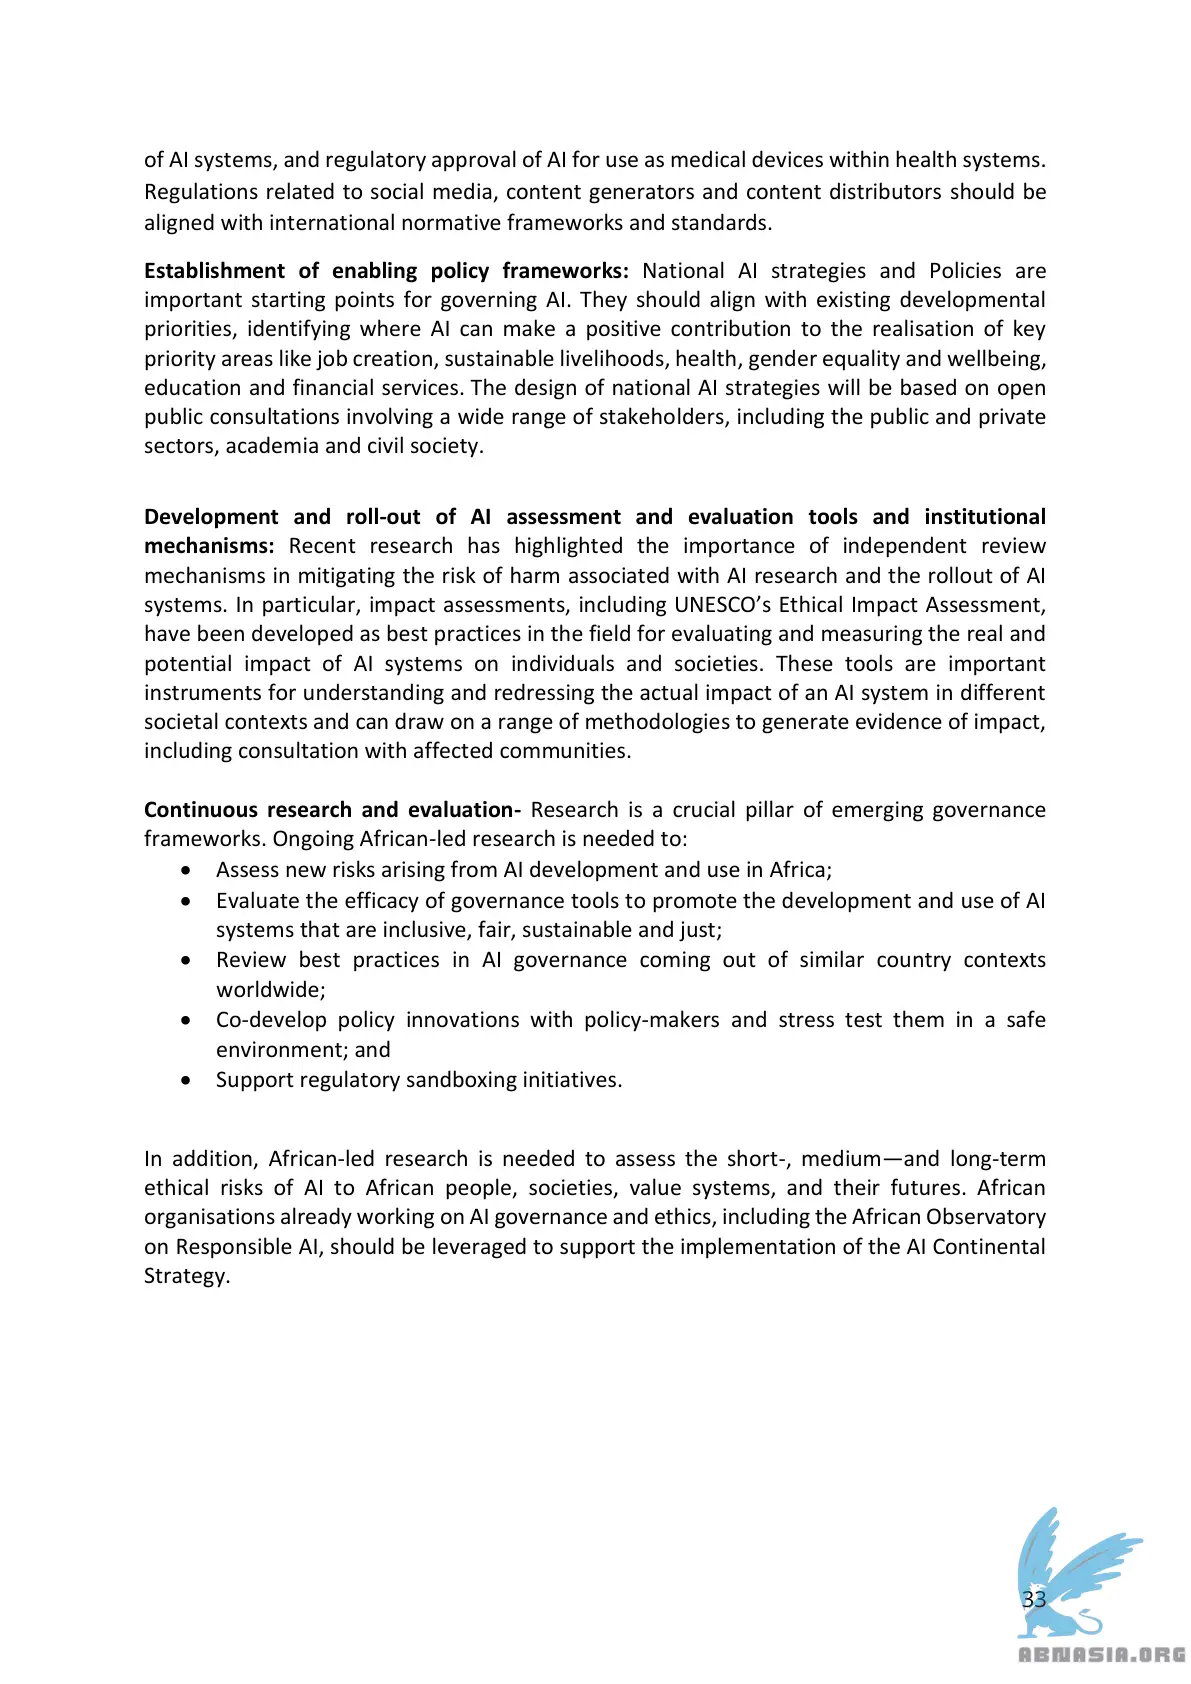 of AI systems, and regulatory approval of AI for use as medical devices within health systems.
Regulations related to social media, content generators and content distributors should be
aligned with international normative frameworks and standards.
Establishment of enabling policy frameworks: National AI strategies and Policies are
important starting points for governing AI. They should align with existing developmental
priorities, identifying where AI can make a positive contribution to the realisation of key
priority areas like job creation, sustainable livelihoods, health, gender equality and wellbeing,
education and financial services. The design of national AI strategies will be based on open
public consultations involving a wide range of stakeholders, including the public and private
sectors, academia and civil society.
Development and roll-out of AI assessment and evaluation tools and institutional
mechanisms: Recent research has highlighted the importance of independent review
mechanisms in mitigating the risk of harm associated with AI research and the rollout of AI
systems. In particular, impact assessments, including UNESCO’s Ethical Impact Assessment,
have been developed as best practices in the field for evaluating and measuring the real and
potential impact of AI systems on individuals and societies. These tools are important
instruments for understanding and redressing the actual impact of an AI system in different
societal contexts and can draw on a range of methodologies to generate evidence of impact,
including consultation with affected communities.
Continuous research and evaluation- Research is a crucial pillar of emerging governance
frameworks. Ongoing African-led research is needed to:
• Assess new risks arising from AI development and use in Africa;
• Evaluate the efficacy of governance tools to promote the development and use of AI
systems that are inclusive, fair, sustainable and just;
• Review best practices in AI governance coming out of similar country contexts
worldwide;
• Co-develop policy innovations with policy-makers and stress test them in a safe
environment; and
• Support regulatory sandboxing initiatives.
In addition, African-led research is needed to assess the short-, medium—and long-term
ethical risks of AI to African people, societies, value systems, and their futures. African
organisations already working on AI governance and ethics, including the African Observatory
on Responsible AI, should be leveraged to support the implementation of the AI Continental
Strategy.
33
ABNASIA.ORG